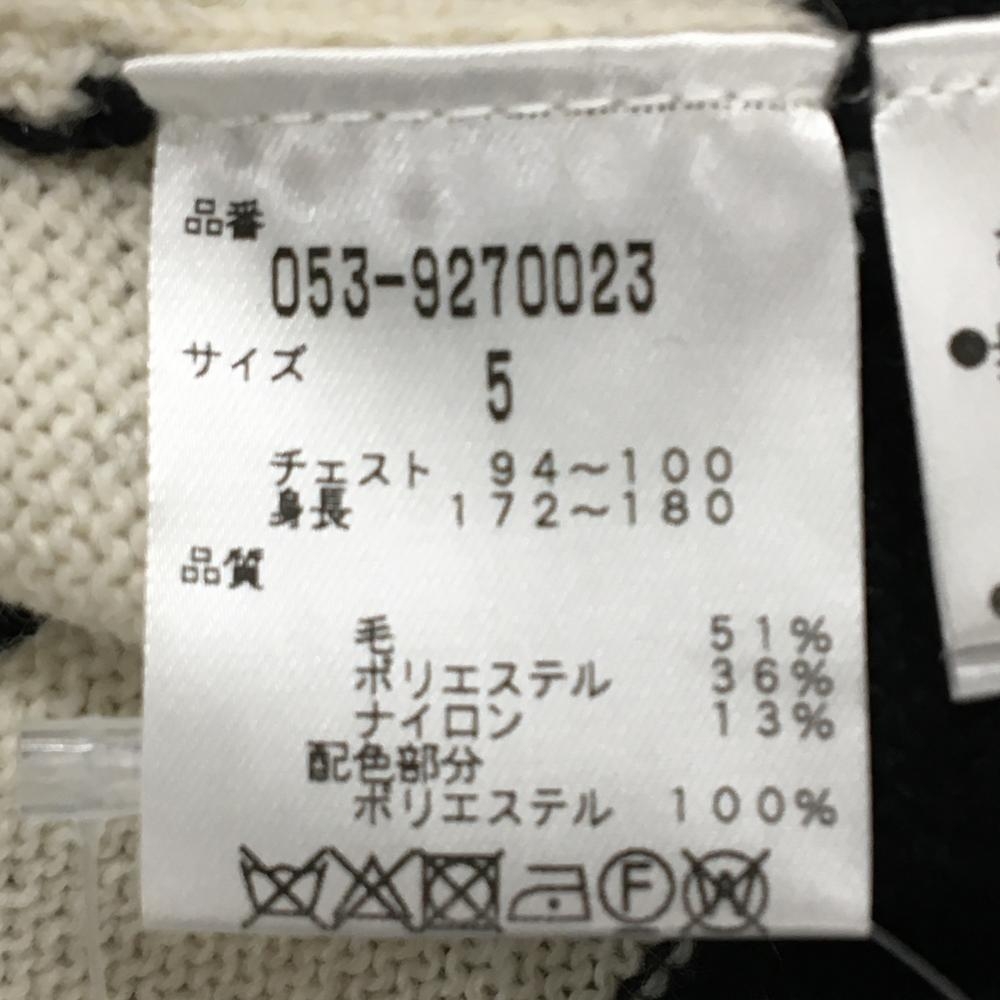 品番
053-9270023
サイズ 5
チェスト 94～100
身長 172～180
品質
毛 51%
ポリエステル 36%
ナイロン 13%
配色部分
ポリエステル 100%
F W